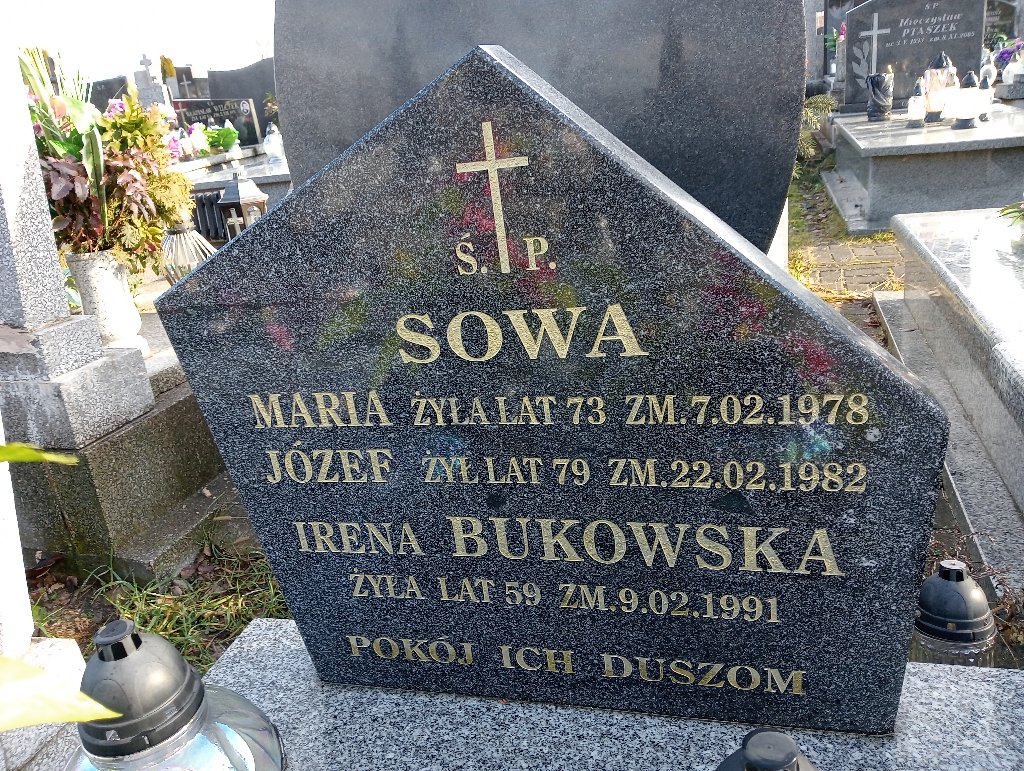 Ś. P.
SOWA
MARIA ŻYŁA LAT 73 ZM.7.02.1978
JÓZEF ŻYŁ LAT 79 ZM.22.02.1982
IRENA BUKOWSKA
ŻYŁA LAT 59 ZM.9.02.1991
POKÓJ ICH DUSZOM
Ś.P.
Mieczysław
PTASZEK